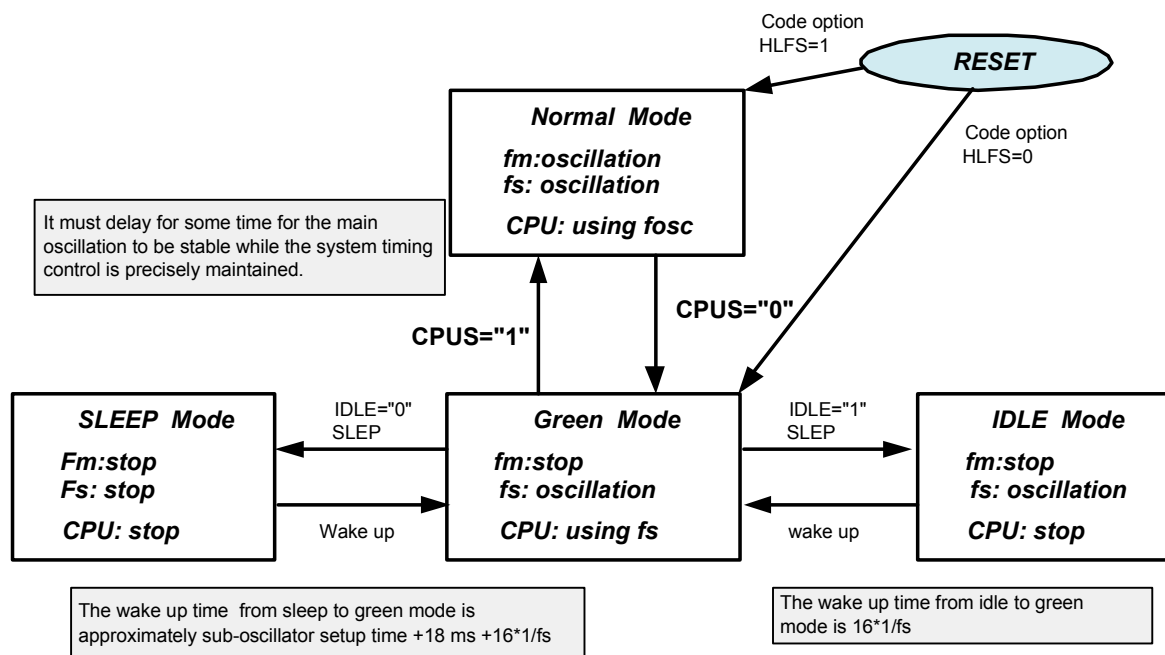 Code option
HLFS=1
RESET
Normal Mode
fm:oscillation
fs: oscillation
CPU: using fosc
Code option
HLFS=0
It must delay for some time for the main
oscillation to be stable while the system timing
control is precisely maintained.
CPUS="1"
CPUS="0"
SLEEP Mode
Fm:stop
Fs: stop
CPU: stop
IDLE="0"
SLEP
Wake up
Green Mode
fm:stop
fs: oscillation
CPU: using fs
IDLE="1"
SLEP
wake up
IDLE Mode
fm:stop
fs: oscillation
CPU: stop
The wake up time from sleep to green mode is
approximately sub-oscillator setup time +18 ms +16*1/fs
The wake up time from idle to green
mode is 16*1/fs